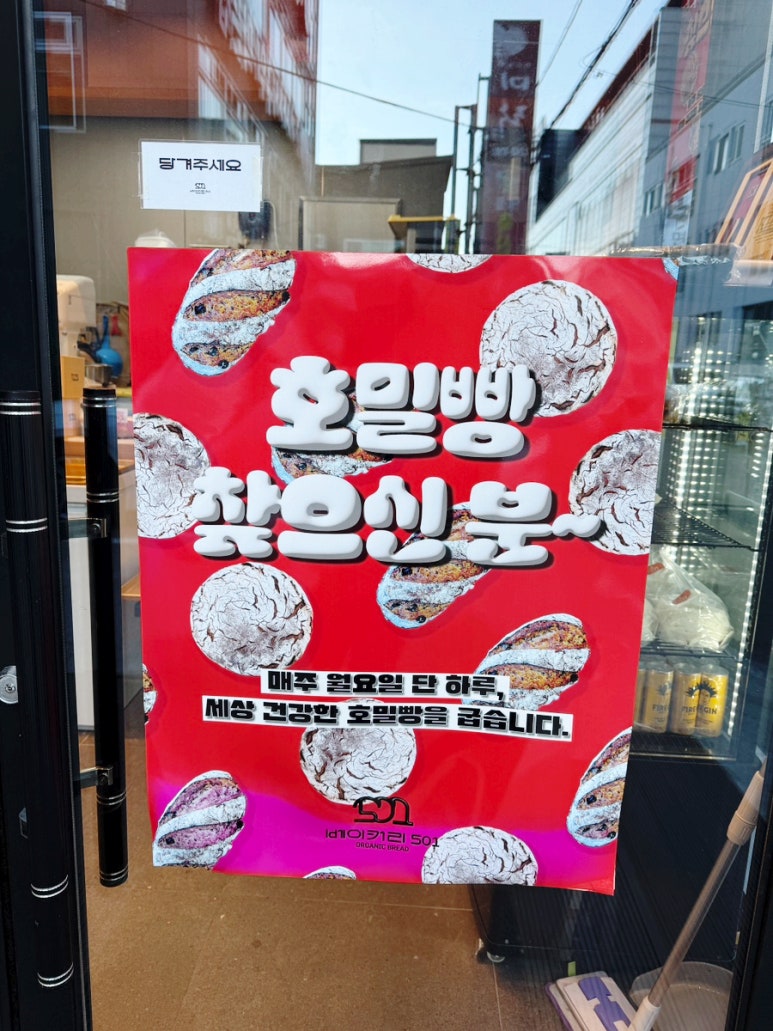 당겨주세요
호밀빵
찾으신 분~
매주 월요일 단 하루,
세상 건강한 호밀빵을 굽습니다.
501
베이커리 501
ORGANIC BREAD